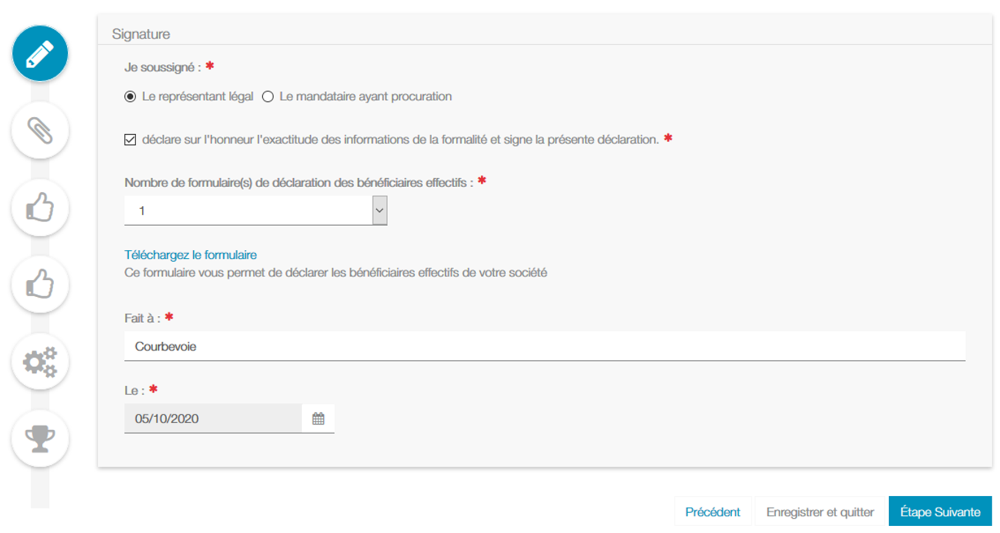 Signature
Je soussigné : *
Le représentant légal Le mandataire ayant procuration
déclare sur l'honneur l'exactitude des informations de la formalité et signe la présente déclaration. *
Nombre de formulaire(s) de déclaration des bénéficiaires effectifs : *
1
Téléchargez le formulaire
Ce formulaire vous permet de déclarer les bénéficiaires effectifs de votre société
Fait à : *
Courbevoie
Le : *
05/10/2020
Précédent Enregistrer et quitter Étape Suivante